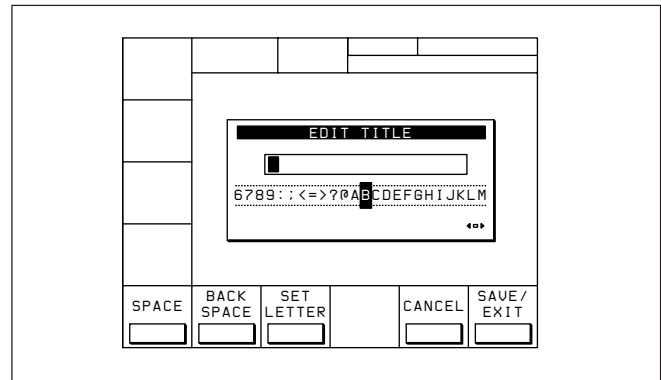 EDIT TITLE
6789:;<=>?@ABCDEFGHIJKLM
SPACE
BACK SPACE
SET LETTER
CANCEL
SAVE/ EXIT